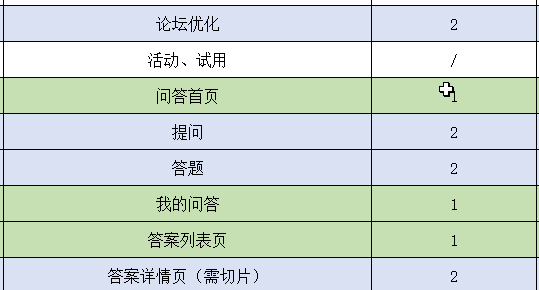 论坛优化 2
活动、试用 /
问答首页 1
提问 2
答题 2
我的问答 1
答案列表页 1
答案详情页（需切片） 2